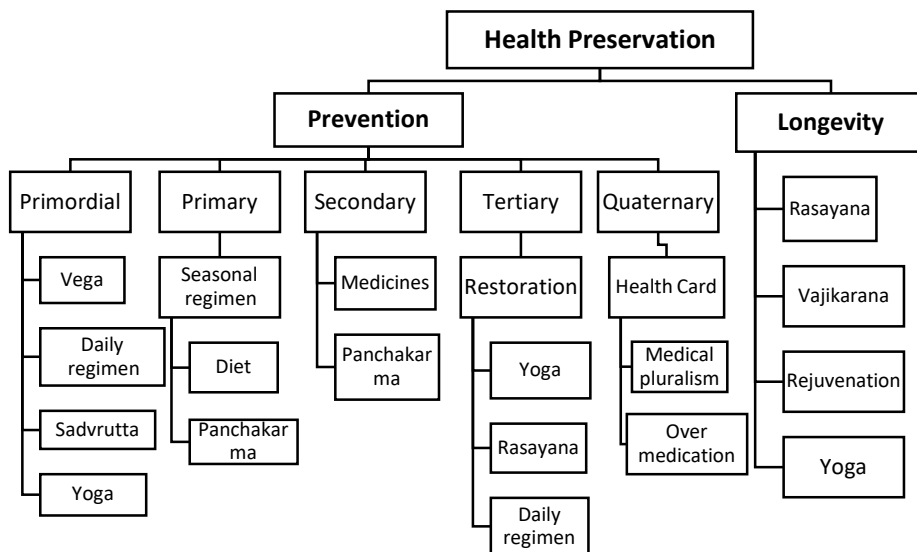 Health Preservation
Prevention
Longevity
Primordial
Primary
Secondary
Tertiary
Quaternary
Vega
Daily
regimen
Sadvrutta
Yoga
Seasonal
regimen
Diet
Panchakar
ma
Medicines
Panchakar
ma
Restoration
Yoga
Rasayana
Daily
regimen
Health Card
Medical
pluralism
Over
medication
Rasayana
Vajikarana
Rejuvenation
Yoga